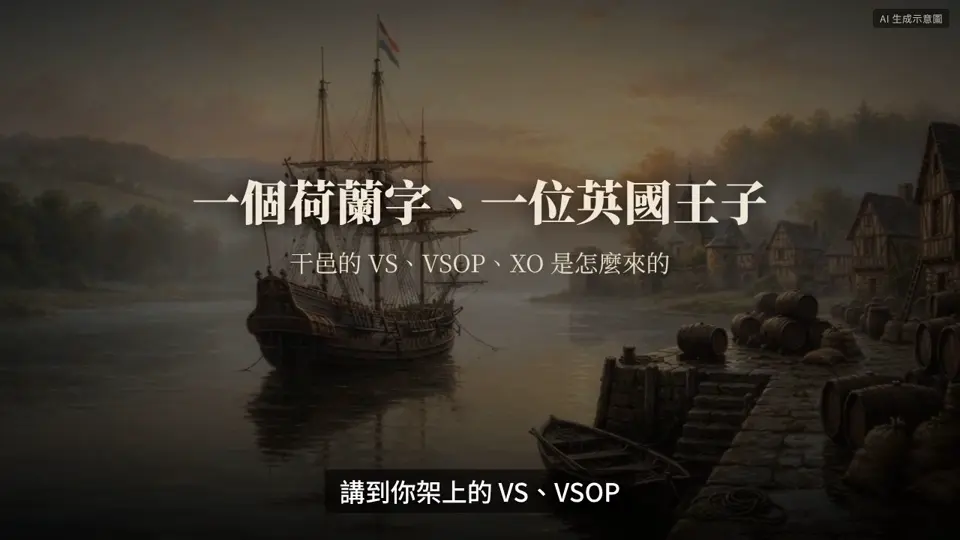 AI 生成示意圖
一個荷蘭字、一位英國王子
干邑的 VS、VSOP、XO 是怎麼來的
講到你架上的 VS、VSOP